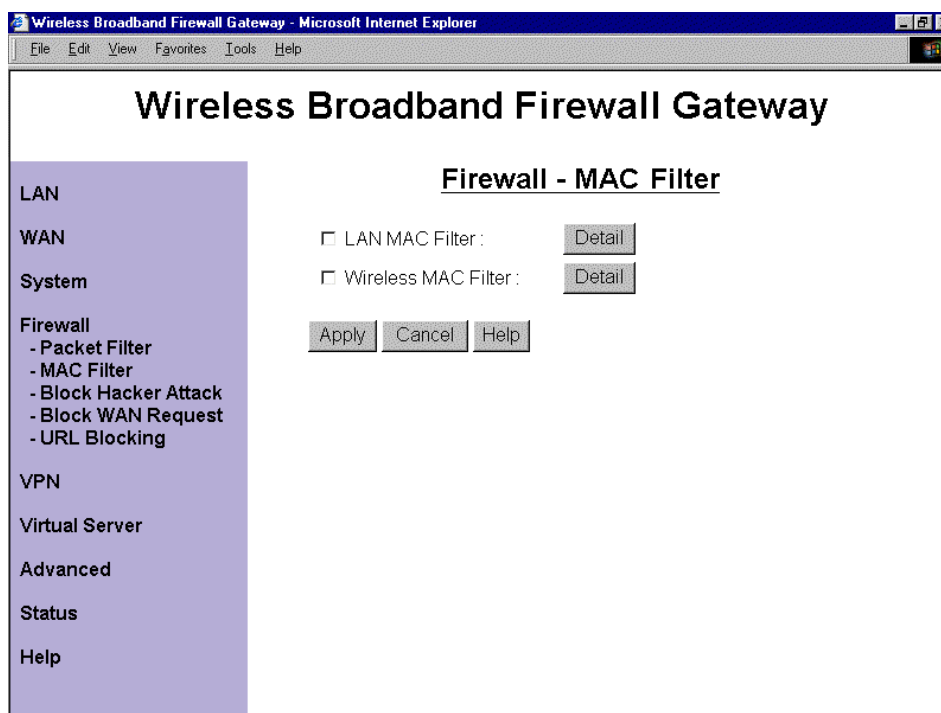 Wireless Broadband Firewall Gateway - Microsoft Internet Explorer
File Edit View Favorites Tools Help
Wireless Broadband Firewall Gateway
LAN
WAN
System
Firewall
- Packet Filter
- MAC Filter
- Block Hacker Attack
- Block WAN Request
- URL Blocking
VPN
Virtual Server
Advanced
Status
Help
Firewall - MAC Filter
LAN MAC Filter : Detail
Wireless MAC Filter : Detail
Apply Cancel Help